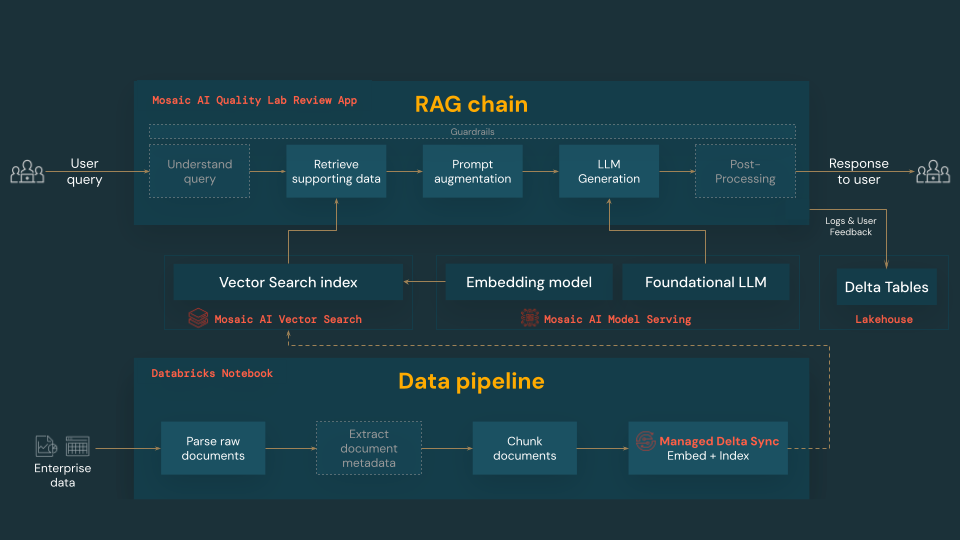 Mosaic AI Quality Lab Review App
RAG chain
Guardrails
User
query
Understand
query
Retrieve
supporting data
Prompt
augmentation
LLM
Generation
Post-
Processing
Response
to user
Logs & User
Feedback
Vector Search index
Embedding model
Foundational LLM
Delta Tables
Mosaic AI Vector Search
Mosaic AI Model Serving
Lakehouse
Databricks Notebook
Data pipeline
Enterprise
data
Parse raw
documents
Extract
document
metadata
Chunk
documents
Managed Delta Sync
Embed + Index